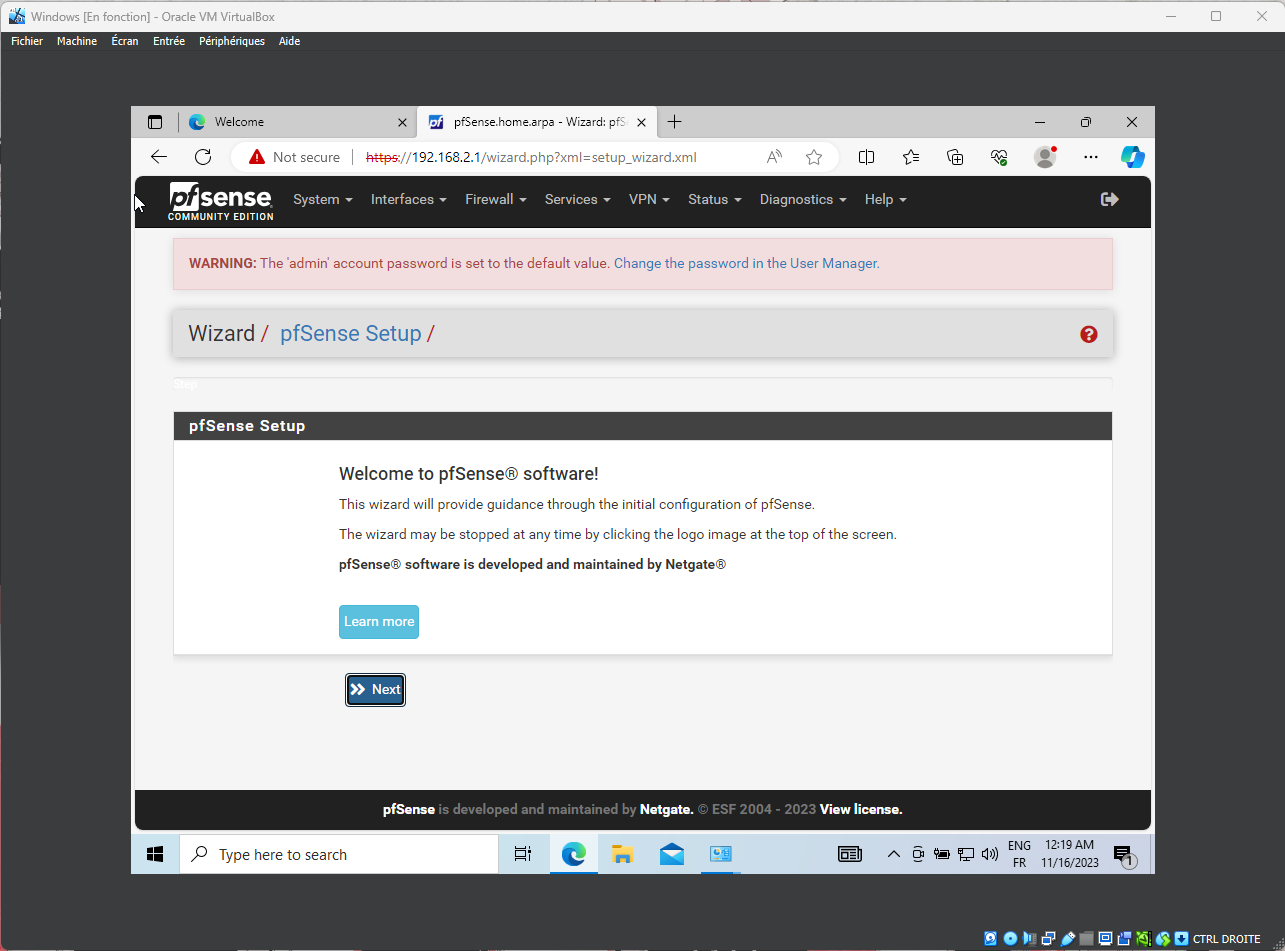 Windows [En fonction] - Oracle VM VirtualBox
Fichier Machine Écran Entrée Périphériques Aide
Welcome
pfSense.home.arpa - Wizard: pfS
Not secure https://192.168.2.1/wizard.php?xml=setup_wizard.xml
pfsense
COMMUNITY EDITION
System Interfaces Firewall Services VPN Status Diagnostics Help
WARNING: The 'admin' account password is set to the default value. Change the password in the User Manager.
Wizard / pfSense Setup /
Step
pfSense Setup
Welcome to pfSense® software!
This wizard will provide guidance through the initial configuration of pfSense.
The wizard may be stopped at any time by clicking the logo image at the top of the screen.
pfSense® software is developed and maintained by Netgate®
Learn more
Next
pfSense is developed and maintained by Netgate. © ESF 2004 - 2023 View license.
Type here to search
ENG 12:19 AM
FR 11/16/2023
1
CTRL DROITE